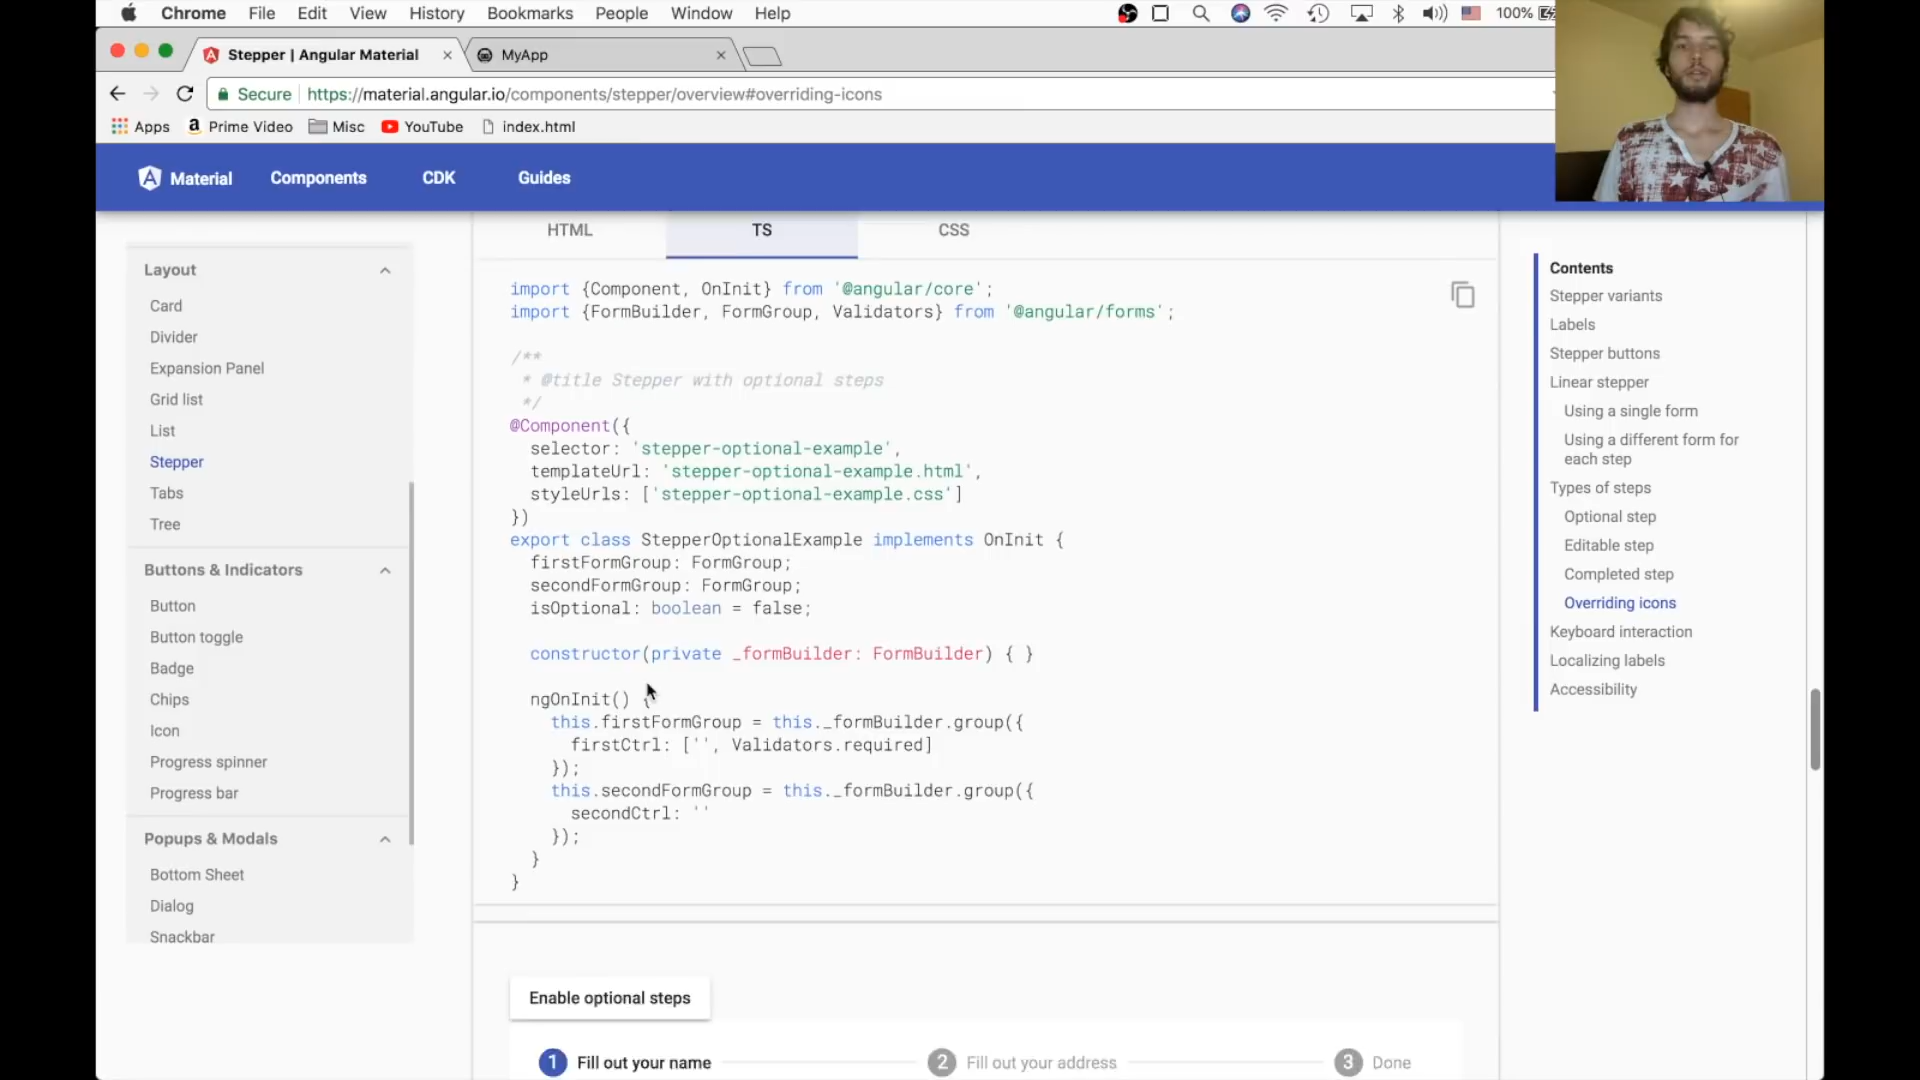 Chrome File Edit View History Bookmarks People Window Help 100%
Stepper | Angular Material MyApp
Secure https://material.angular.io/components/stepper/overview#overriding-icons
Apps Prime Video Misc YouTube index.html
Material Components CDK Guides
HTML TS CSS
Layout
Card
Divider
Expansion Panel
Grid list
List
Stepper
Tabs
Tree
Buttons & Indicators
Button
Button toggle
Badge
Chips
Icon
Progress spinner
Progress bar
Popups & Modals
Bottom Sheet
Dialog
Snackbar
import {Component, OnInit} from '@angular/core';
import {FormBuilder, FormGroup, Validators} from '@angular/forms';
/**
* @title Stepper with optional steps
*/
@Component({
selector: 'stepper-optional-example',
templateUrl: 'stepper-optional-example.html',
styleUrls: ['stepper-optional-example.css']
})
export class StepperOptionalExample implements OnInit {
firstFormGroup: FormGroup;
secondFormGroup: FormGroup;
isOptional: boolean = false;
constructor(private _formBuilder: FormBuilder) { }
ngOnInit() {
this.firstFormGroup = this._formBuilder.group({
firstCtrl: ['', Validators.required]
});
this.secondFormGroup = this._formBuilder.group({
secondCtrl: ''
});
}
}
Enable optional steps
1 Fill out your name 2 Fill out your address 3 Done
Contents
Stepper variants
Labels
Stepper buttons
Linear stepper
Using a single form
Using a different form for
each step
Types of steps
Optional step
Editable step
Completed step
Overriding icons
Keyboard interaction
Localizing labels
Accessibility